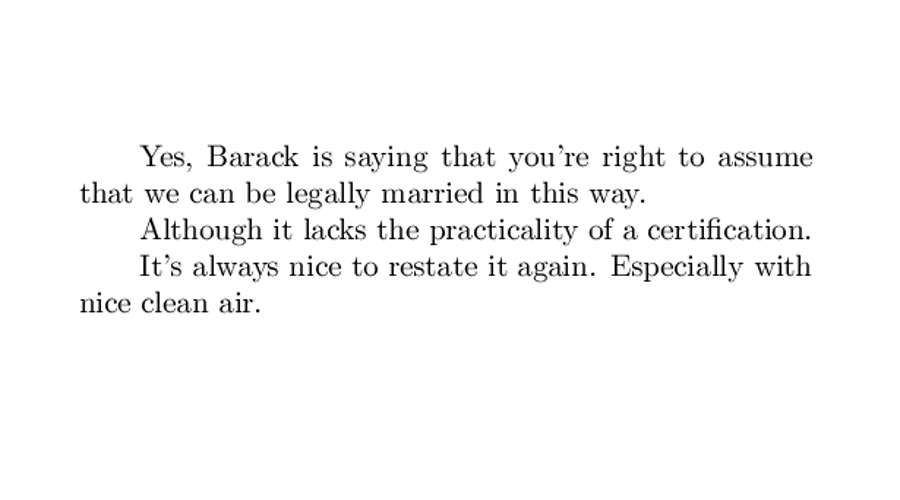 Yes, Barack is saying that you're right to assume
that we can be legally married in this way.
Although it lacks the practicality of a certification.
It's always nice to restate it again. Especially with
nice clean air.